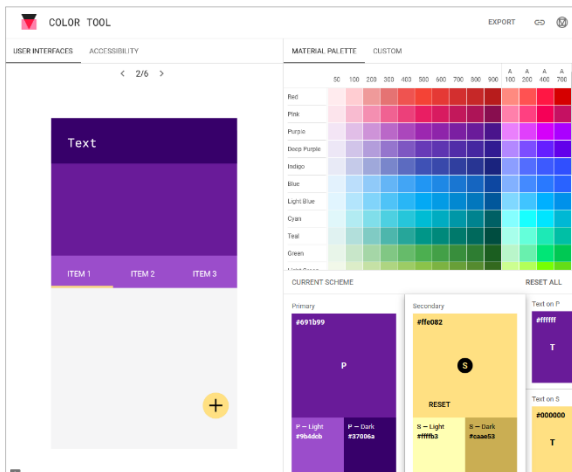 COLOR TOOL
EXPORT
USER INTERFACES ACCESSIBILITY
MATERIAL PALETTE CUSTOM
2/6
Text
ITEM 1 ITEM 2 ITEM 3
50 100 200 300 400 500 600 700 800 900 A 100 A 200 A 400 A 700
Red
Pink
Purple
Deep Purple
Indigo
Blue
Light Blue
Cyan
Teal
Green
Light Green
CURRENT SCHEME
RESET ALL
Primary
#691b99
P
P – Light
#9b4dcb
P – Dark
#37006a
Secondary
#ffe082
S
RESET
S – Light
#ffffb3
S – Dark
#caae53
Text on P
#ffffff
T
Text on S
#000000
T